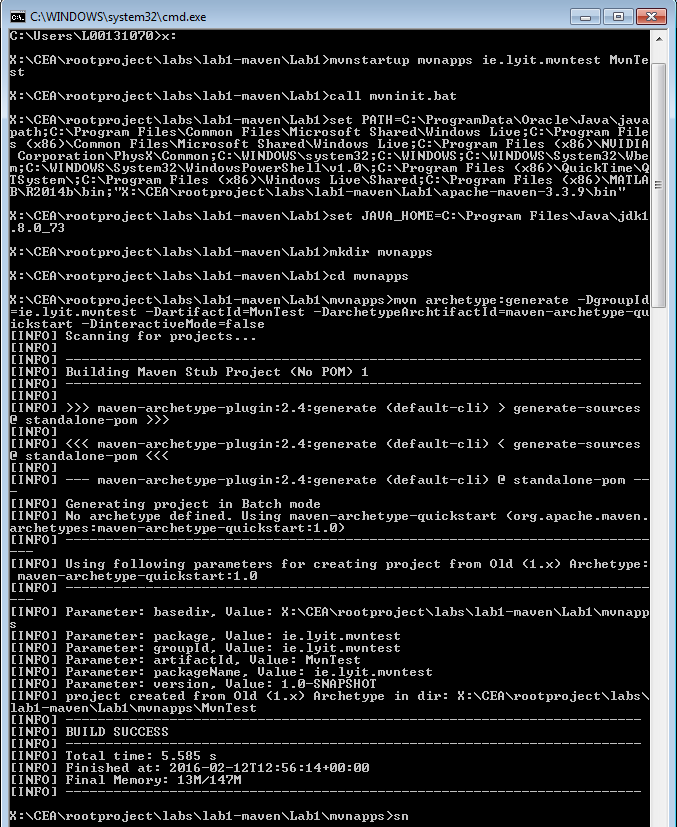 C:\WINDOWS\system32\cmd.exe
C:\Users\L00131070>x:
X:\CEA\rootproject\labs\lab1-maven\Lab1>mvnstartup mvnapps ie.lyit.mvntest MvnTe
st
X:\CEA\rootproject\labs\lab1-maven\Lab1>call mvninit.bat
X:\CEA\rootproject\labs\lab1-maven\Lab1>set PATH=C:\ProgramData\Oracle\Java\java
path;C:\Program Files\Common Files\Microsoft Shared\Windows Live;C:\Program File
s (x86)\Common Files\Microsoft Shared\Windows Live;C:\Program Files (x86)\NVIDIA
 Corporation\PhysX\Common;C:\WINDOWS\system32;C:\WINDOWS;C:\WINDOWS\System32\Wbe
m;C:\WINDOWS\System32\WindowsPowerShell\v1.0\;C:\Program Files (x86)\QuickTime\Q
TSystem\;C:\Program Files (x86)\Windows Live\Shared;C:\Program Files (x86)\MATLA
B\R2014b\bin;"X:\CEA\rootproject\labs\lab1-maven\Lab1\apache-maven-3.3.9\bin"
X:\CEA\rootproject\labs\lab1-maven\Lab1>set JAVA_HOME=C:\Program Files\Java\jdk1
.8.0_73
X:\CEA\rootproject\labs\lab1-maven\Lab1>mkdir mvnapps
X:\CEA\rootproject\labs\lab1-maven\Lab1>cd mvnapps
X:\CEA\rootproject\labs\lab1-maven\Lab1\mvnapps>mvn archetype:generate -DgroupId
=ie.lyit.mvntest -DartifactId=MvnTest -DarchetypeArchtifactId=maven-archetype-qu
ickstart -DinteractiveMode=false
[INFO] Scanning for projects...
[INFO]
[INFO] ------------------------------------------------------------------------
[INFO] Building Maven Stub Project (No POM) 1
[INFO] ------------------------------------------------------------------------
[INFO]
[INFO] >>> maven-archetype-plugin:2.4:generate (default-cli) > generate-sources
@ standalone-pom >>>
[INFO]
[INFO] <<< maven-archetype-plugin:2.4:generate (default-cli) < generate-sources
@ standalone-pom <<<
[INFO]
[INFO] --- maven-archetype-plugin:2.4:generate (default-cli) @ standalone-pom --
-
[INFO] Generating project in Batch mode
[INFO] No archetype defined. Using maven-archetype-quickstart (org.apache.maven.
archetypes:maven-archetype-quickstart:1.0)
[INFO] -------------------------------------------------------------------------
---
[INFO] Using following parameters for creating project from Old (1.x) Archetype:
 maven-archetype-quickstart:1.0
[INFO] -------------------------------------------------------------------------
---
[INFO] Parameter: basedir, Value: X:\CEA\rootproject\labs\lab1-maven\Lab1\mvnapp
s
[INFO] Parameter: package, Value: ie.lyit.mvntest
[INFO] Parameter: groupId, Value: ie.lyit.mvntest
[INFO] Parameter: artifactId, Value: MvnTest
[INFO] Parameter: packageName, Value: ie.lyit.mvntest
[INFO] Parameter: version, Value: 1.0-SNAPSHOT
[INFO] project created from Old (1.x) Archetype in dir: X:\CEA\rootproject\labs\
lab1-maven\Lab1\mvnapps\MvnTest
[INFO] ------------------------------------------------------------------------
[INFO] BUILD SUCCESS
[INFO] ------------------------------------------------------------------------
[INFO] Total time: 5.585 s
[INFO] Finished at: 2016-02-12T12:56:14+00:00
[INFO] Final Memory: 13M/147M
[INFO] ------------------------------------------------------------------------
X:\CEA\rootproject\labs\lab1-maven\Lab1\mvnapps>sn